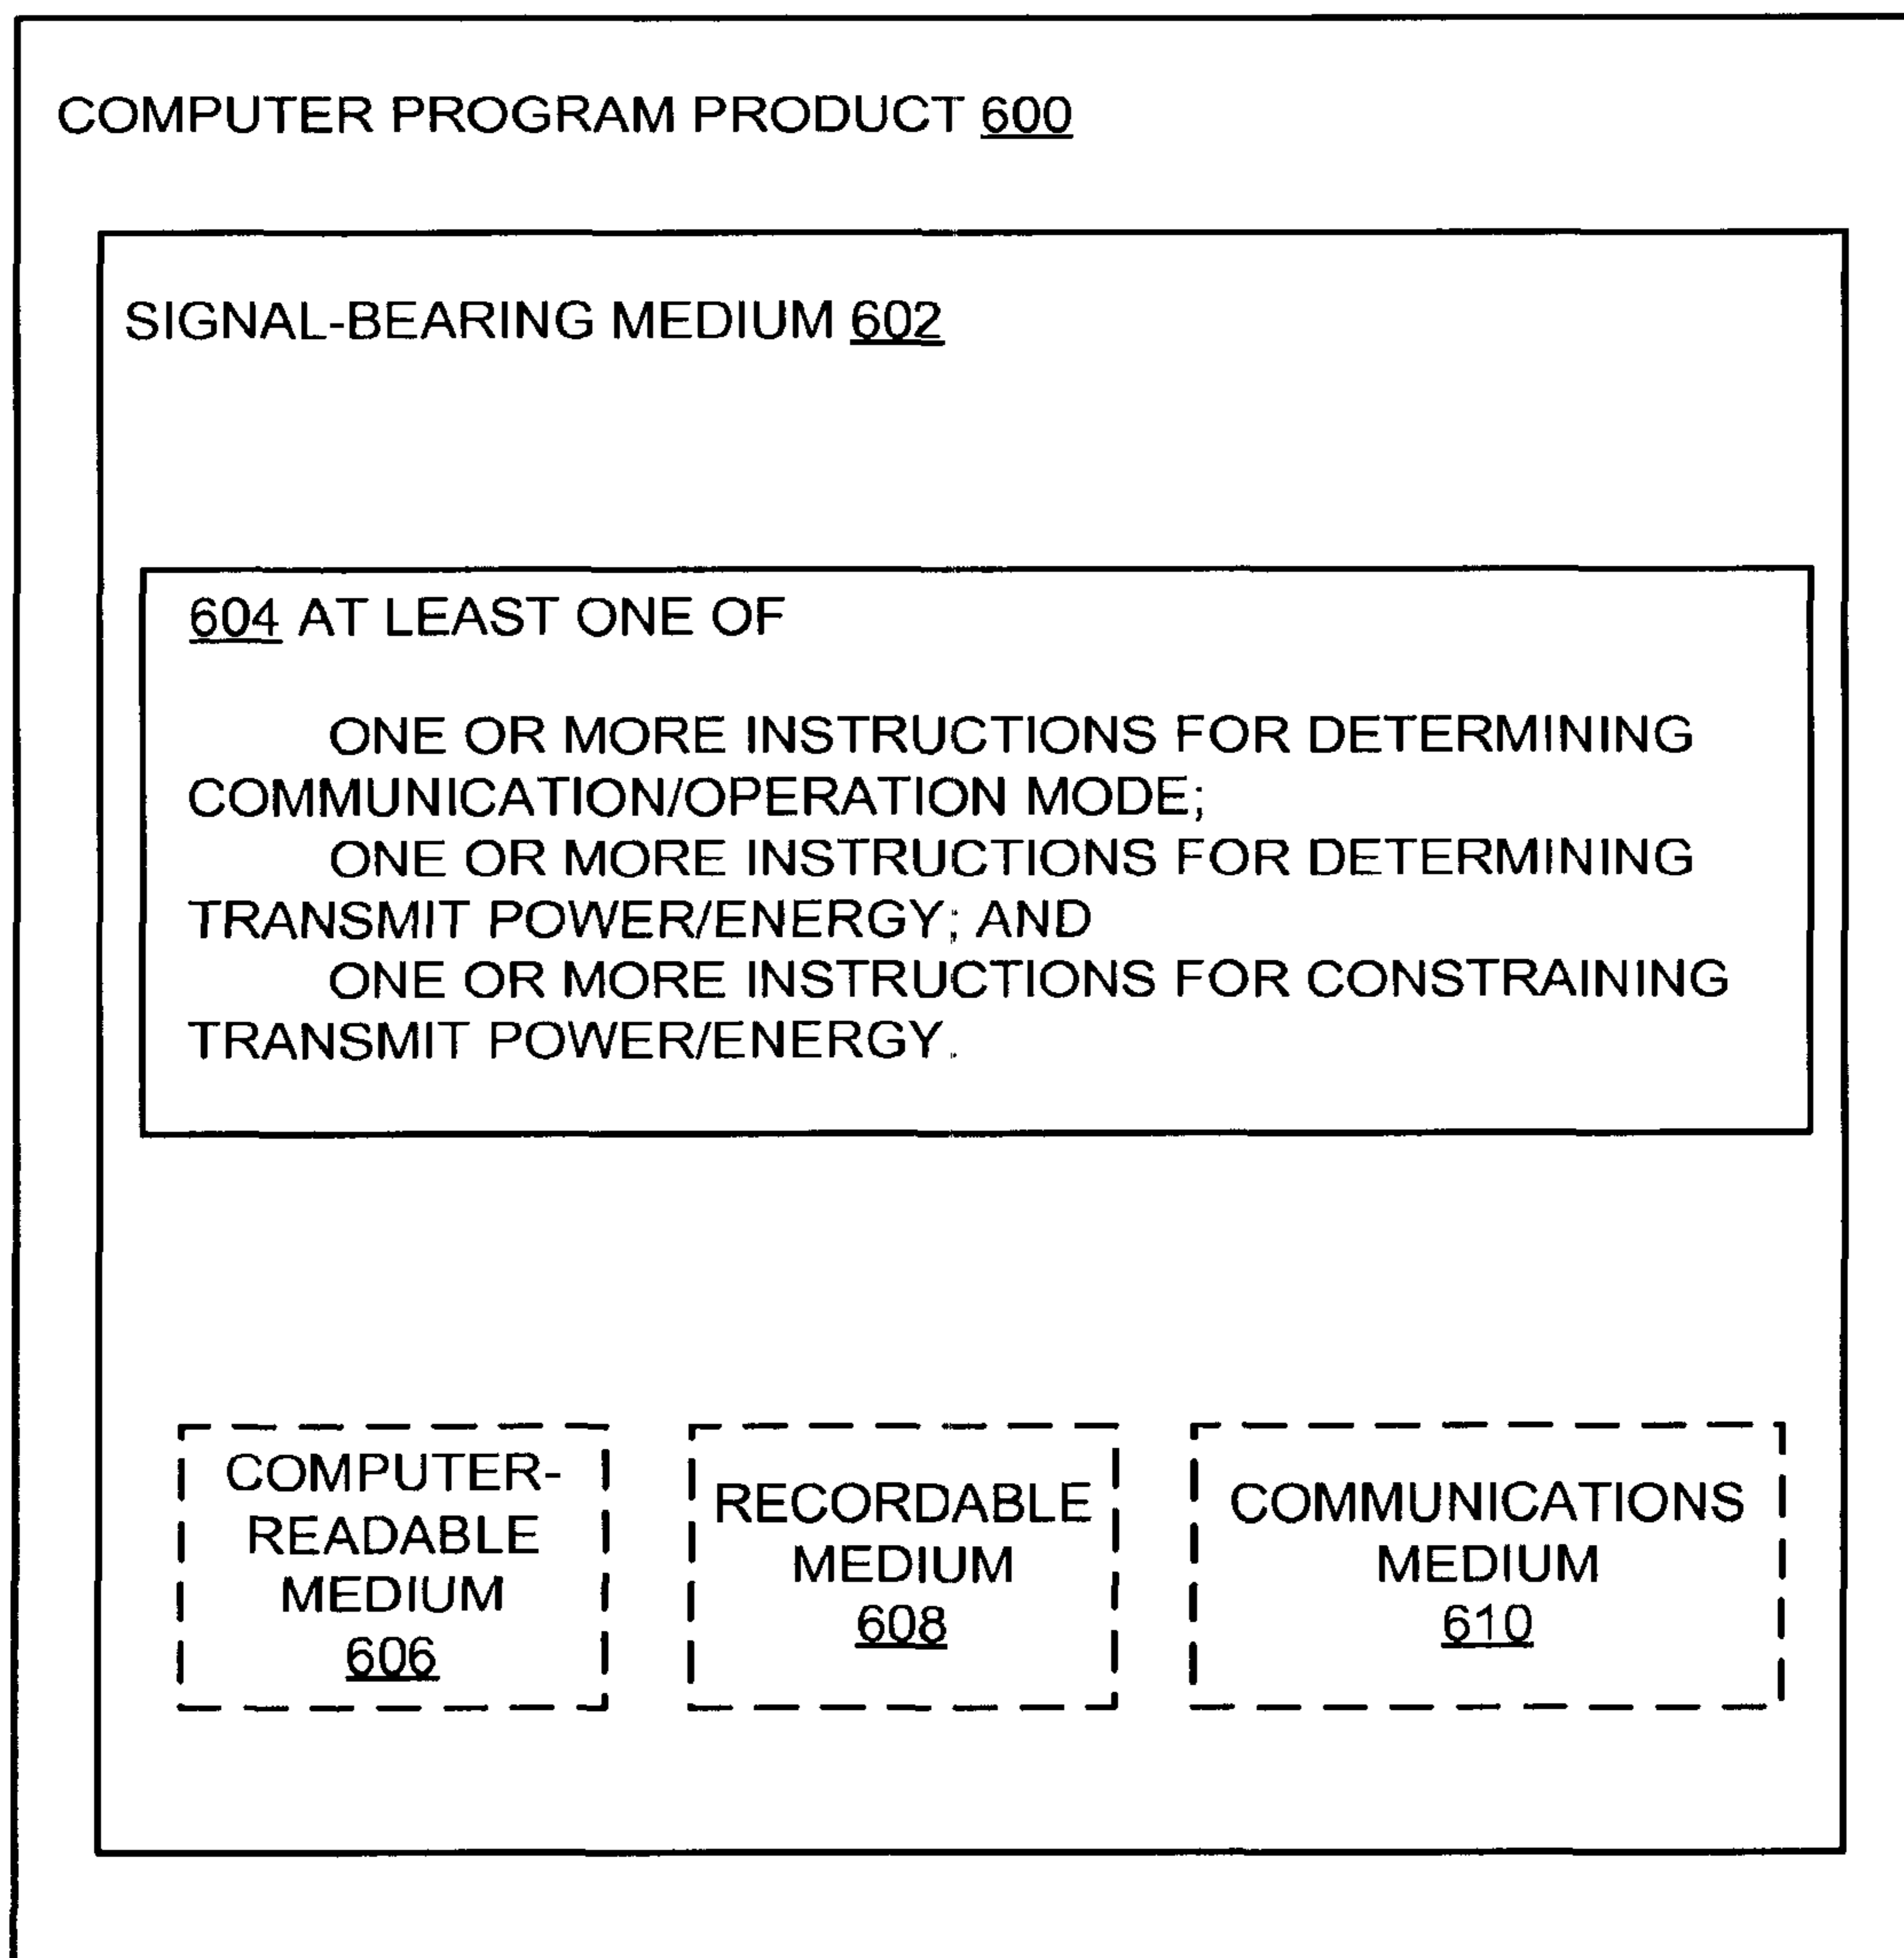 COMPUTER PROGRAM PRODUCT 600
SIGNAL-BEARING MEDIUM 602
604 AT LEAST ONE OF
ONE OR MORE INSTRUCTIONS FOR DETERMINING
COMMUNICATION/OPERATION MODE;
ONE OR MORE INSTRUCTIONS FOR DETERMINING
TRANSMIT POWER/ENERGY; AND
ONE OR MORE INSTRUCTIONS FOR CONSTRAINING
TRANSMIT POWER/ENERGY.
COMPUTER-
READABLE
MEDIUM
606
RECORDABLE
MEDIUM
608
COMMUNICATIONS
MEDIUM
610